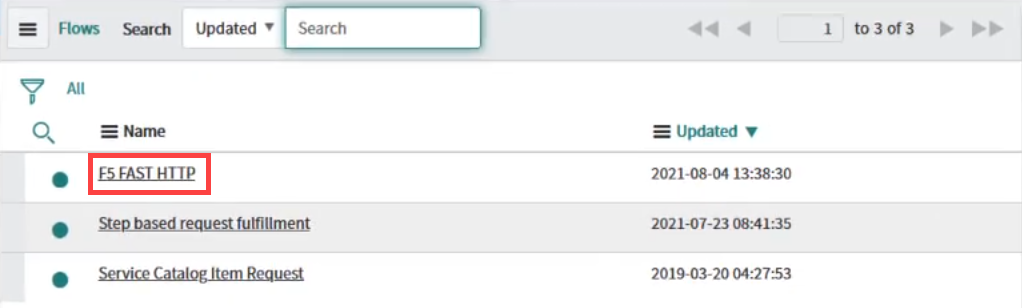 Flows Search Updated Search 1 to 3 of 3
All
Name Updated
F5 FAST HTTP 2021-08-04 13:38:30
Step based request fulfillment 2021-07-23 08:41:35
Service Catalog Item Request 2019-03-20 04:27:53